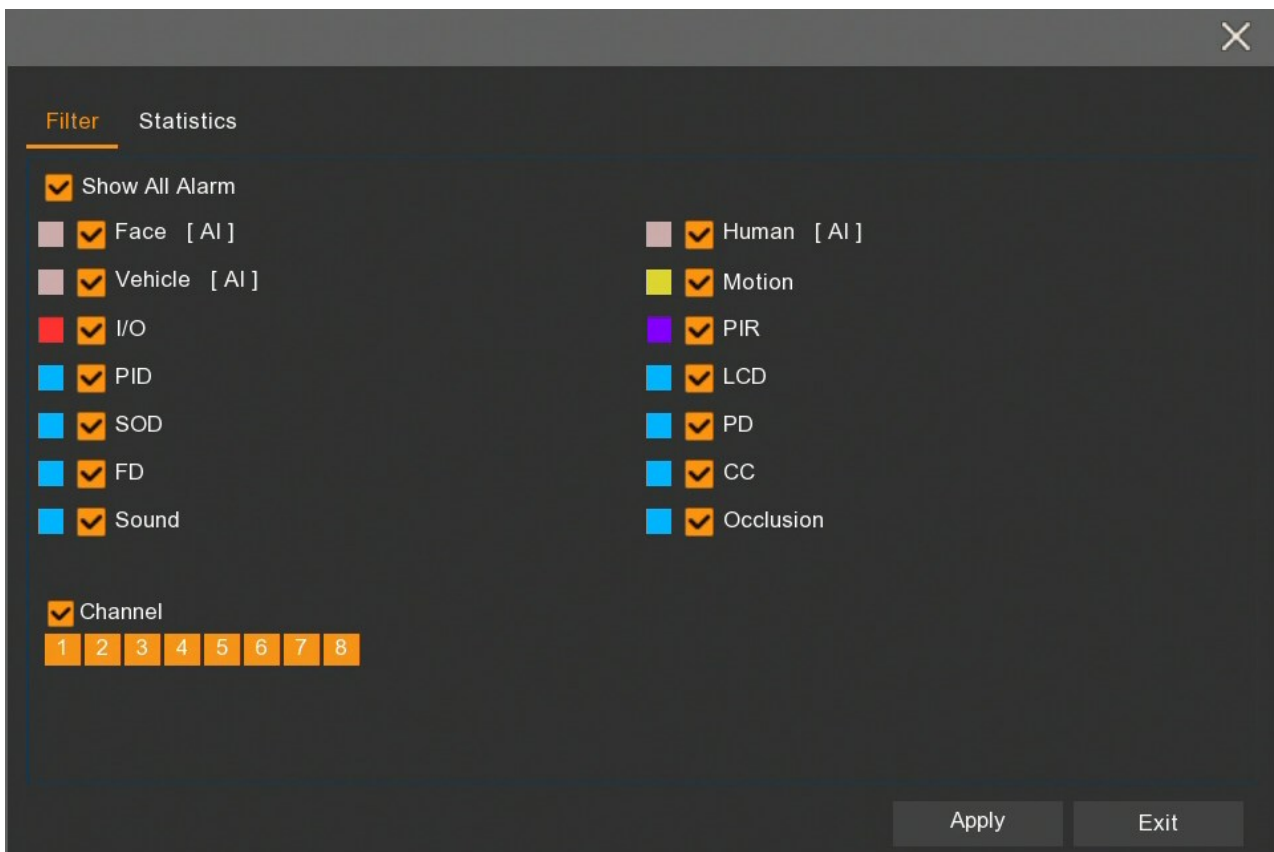 Filter Statistics
Show All Alarm
Face [ AI ] Human [ AI ]
Vehicle [ AI ] Motion
I/O PIR
PID LCD
SOD PD
FD CC
Sound Occlusion
Channel
1 2 3 4 5 6 7 8
Apply Exit